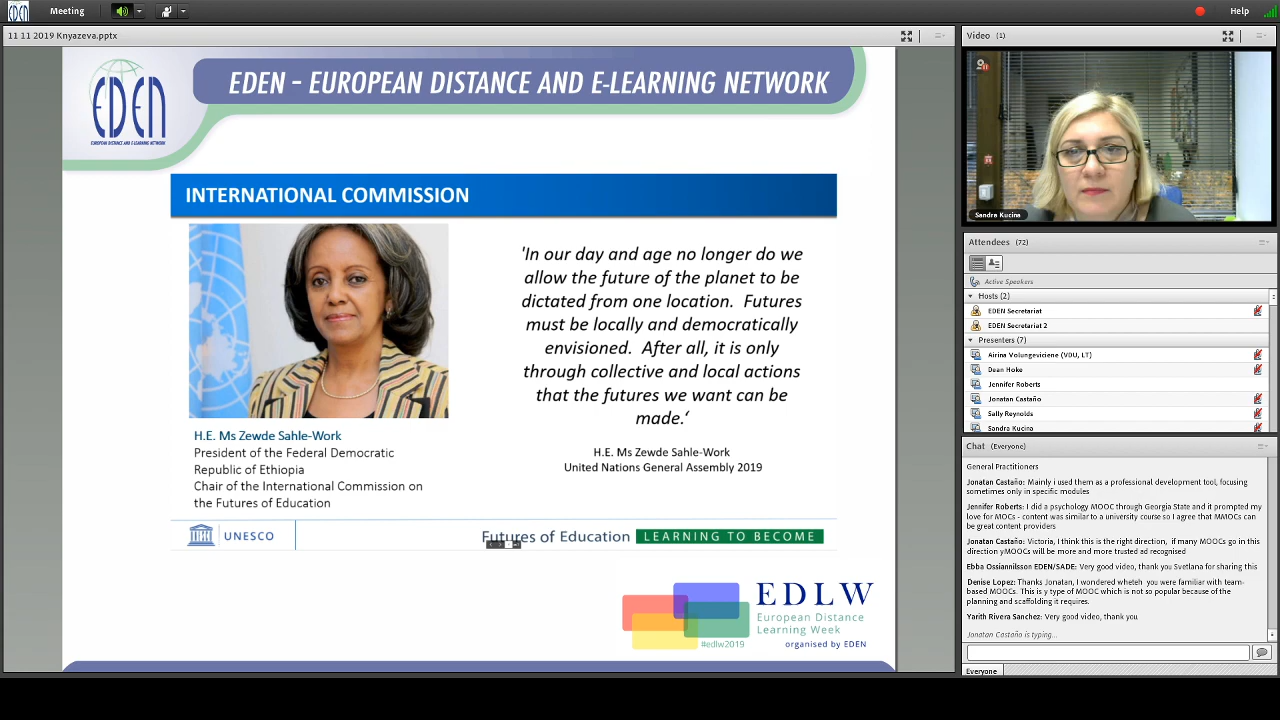 Meeting
Help
11 11 2019 Knyazeva.pptx
EDEN
EUROPEAN DISTANCE AND E-LEARNING NETWORK
EDEN - EUROPEAN DISTANCE AND E-LEARNING NETWORK
INTERNATIONAL COMMISSION
'In our day and age no longer do we
allow the future of the planet to be
dictated from one location. Futures
must be locally and democratically
envisioned. After all, it is only
through collective and local actions
that the futures we want can be
made.‘
H.E. Ms Zewde Sahle-Work
United Nations General Assembly 2019
H.E. Ms Zewde Sahle-Work
President of the Federal Democratic
Republic of Ethiopia
Chair of the International Commission on
the Futures of Education
UNESCO
Futures of Education LEARNING TO BECOME
EDLW
European Distance
Learning Week
#edlw2019 organised by EDEN
Video (1)
Sandra Kucina
Attendees (72)
Active Speakers
Hosts (2)
EDEN Secretariat
EDEN Secretariat 2
Presenters (7)
Airina Volungeviciene (VDU, LT)
Dean Hoke
Jennifer Roberts
Jonatan Castaño
Sally Reynolds
Sandra Kucina
Chat (Everyone)
General Practitioners
Jonatan Castaño: Mainly i used them as a professional development tool, focusing
sometimes only in specific modules
Jennifer Roberts: I did a psychology MOOC through Georgia State and it prompted my
love for MOCs - content was similar to a university course so I agree that MMOCs can
be great content providers
Jonatan Castaño: Victoria, I think this is the right direction, if many MOOCs go in this
direction yMOOCs will be more and more trusted ad recognised
Ebba Ossiannilsson EDEN/SADE: Very good video, thank you Svetlana for sharing this
Denise Lopez: Thanks Jonatan, I wondered wheteh you were familiar with team-
based MOOCs. This is y type of MOOC which is not so popular because of the
planning and scaffolding it requires.
Yarith Rivera Sanchez: Very good video, thank you
Jonatan Castaño is typing...
Everyone